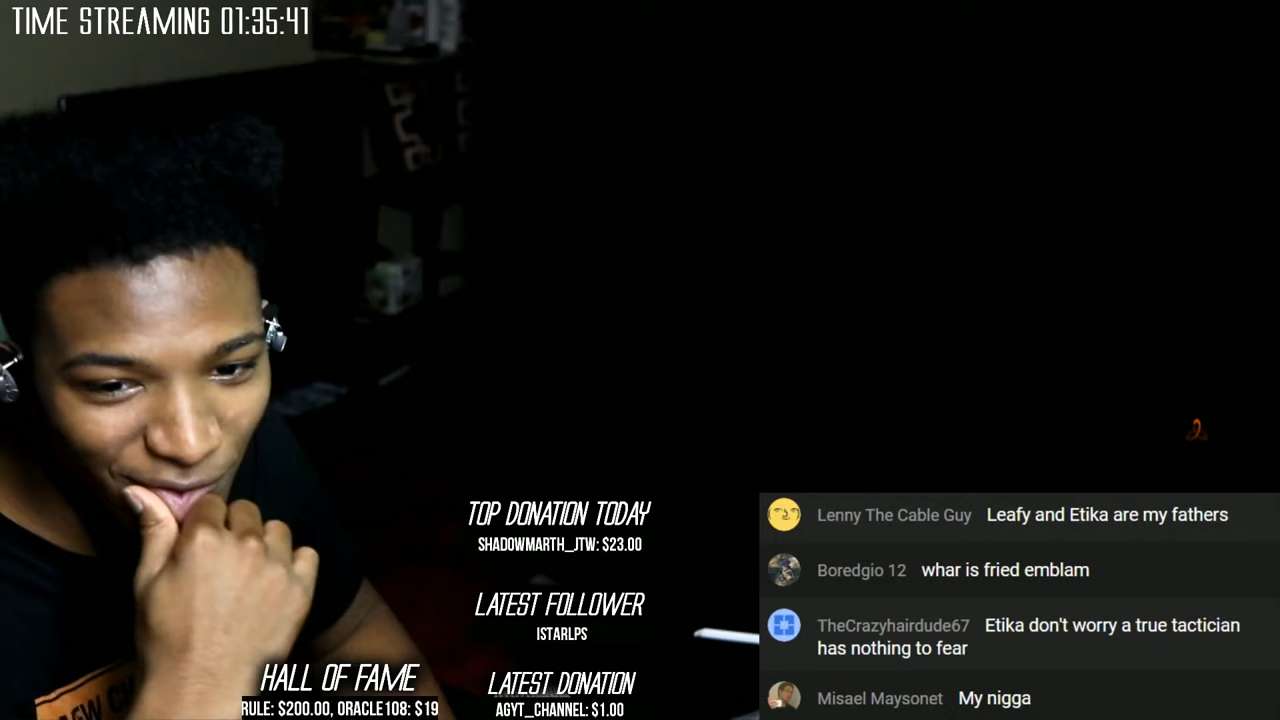 TIME STREAMING 01:35:41
TOP DONATION TODAY
SHADOWMARTH_JTW: $23.00
LATEST FOLLOWER
ISTARLPS
HALL OF FAME
RULE: $200.00, ORACLE108: $19
LATEST DONATION
AGYT_CHANNEL: $1.00
Lenny The Cable Guy Leafy and Etika are my fathers
Boredgio 12 whar is fried emblam
TheCrazyhairdude67 Etika don't worry a true tactician
has nothing to fear
Misael Maysonet My nigga